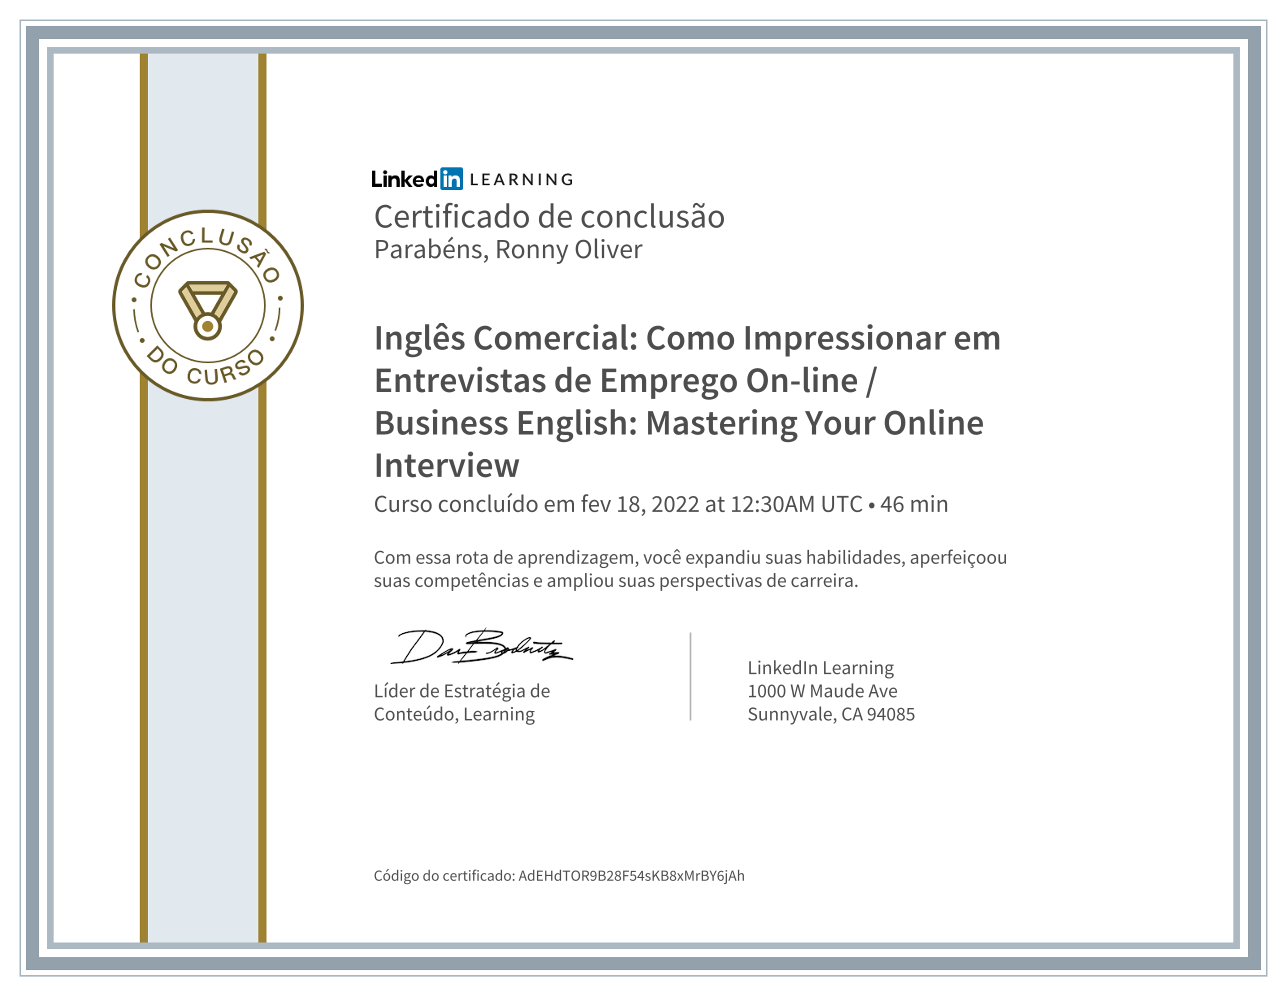 CONCLUSÃO
DO CURSO
Linkedin LEARNING
Certificado de conclusão
Parabéns, Ronny Oliver
Inglês Comercial: Como Impressionar em
Entrevistas de Emprego On-line /
Business English: Mastering Your Online
Interview
Curso concluído em fev 18, 2022 at 12:30AM UTC • 46 min
Com essa rota de aprendizagem, você expandiu suas habilidades, aperfeiçoou
suas competências e ampliou suas perspectivas de carreira.
Líder de Estratégia de
Conteúdo, Learning
LinkedIn Learning
1000 W Maude Ave
Sunnyvale, CA 94085
Código do certificado: AdEHdTOR9B28F54sKB8xMrBY6jAh